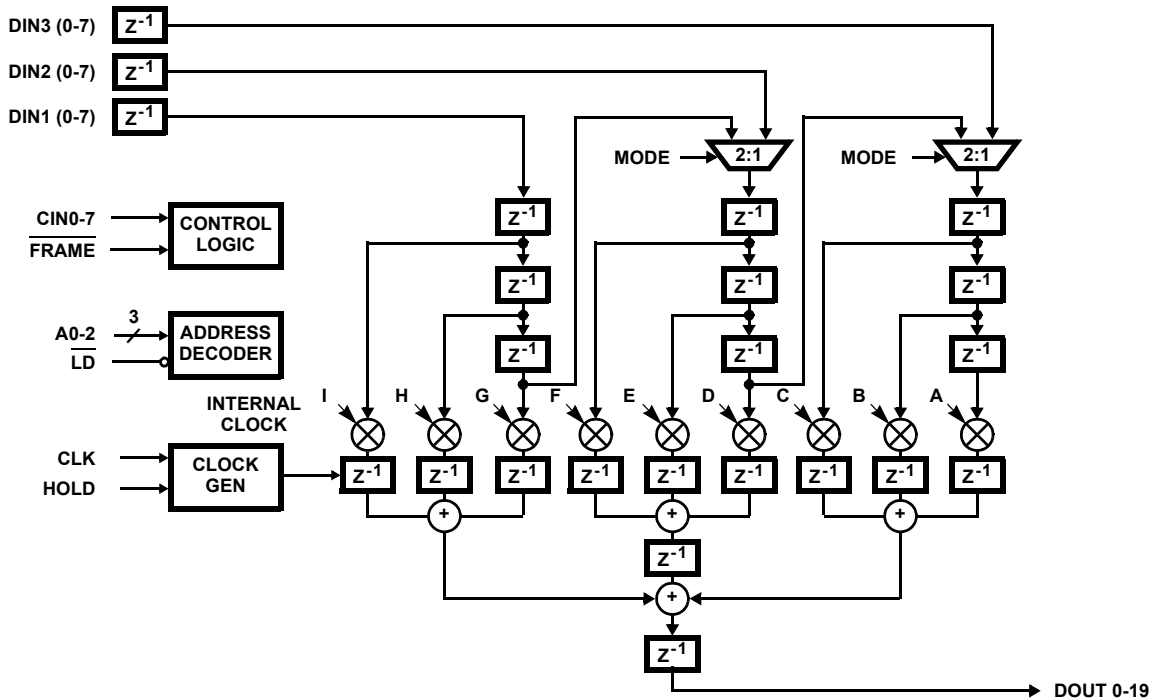 DIN3 (0-7)
Z-1
DIN2 (0-7)
Z-1
DIN1 (0-7)
Z-1
MODE
2:1
MODE
2:1
Z-1
Z-1
Z-1
CIN0-7
FRAME
CONTROL
LOGIC
Z-1
Z-1
Z-1
A0-2
3
LD
ADDRESS
DECODER
Z-1
Z-1
Z-1
I
H
G
F
E
D
C
B
A
INTERNAL
CLOCK
CLK
HOLD
CLOCK
GEN
Z-1
Z-1
Z-1
Z-1
Z-1
Z-1
Z-1
Z-1
Z-1
+
+
+
Z-1
+
Z-1
DOUT 0-19